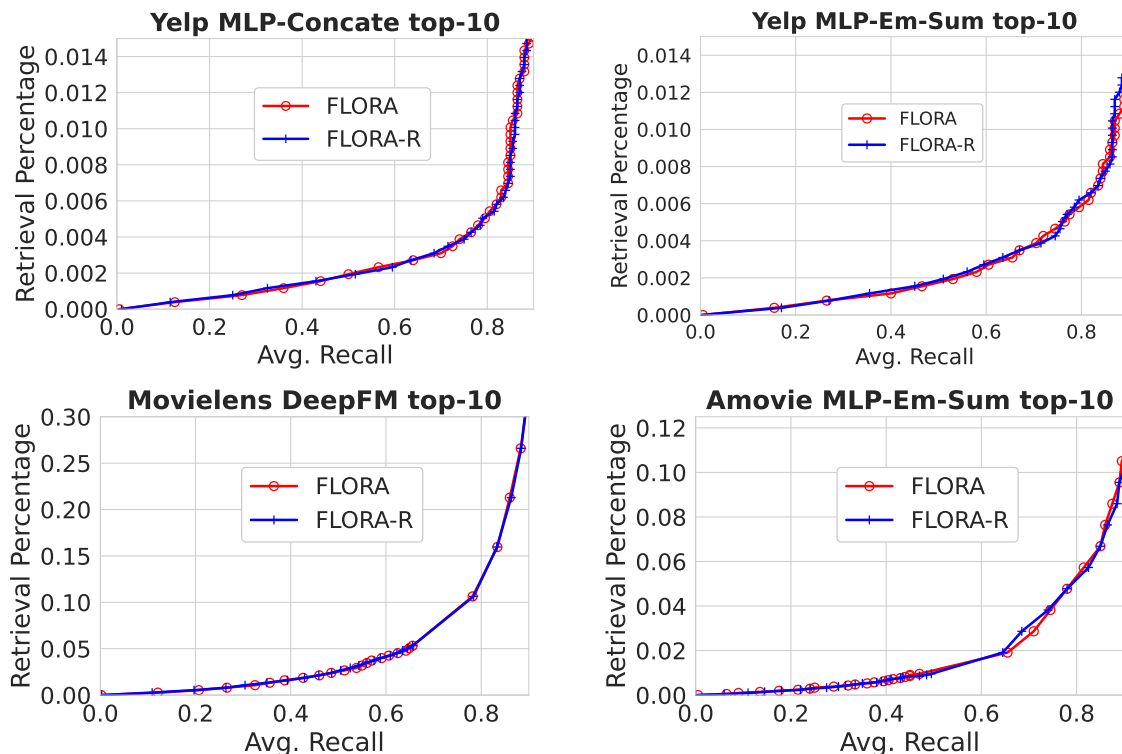 Yelp MLP-Concate top-10
0.014
0.012
0.010
0.008
0.006
0.004
0.002
0.000
Retrieval Percentage
FLORA
FLORA-R
0.0 0.2 0.4 0.6 0.8
Avg. Recall
Yelp MLP-Em-Sum top-10
0.014
0.012
0.010
0.008
0.006
0.004
0.002
0.000
Retrieval Percentage
FLORA
FLORA-R
0.0 0.2 0.4 0.6 0.8
Avg. Recall
Movielens DeepFM top-10
0.30
0.25
0.20
0.15
0.10
0.05
0.00
Retrieval Percentage
FLORA
FLORA-R
0.0 0.2 0.4 0.6 0.8
Avg. Recall
Amovie MLP-Em-Sum top-10
0.12
0.10
0.08
0.06
0.04
0.02
0.00
Retrieval Percentage
FLORA
FLORA-R
0.0 0.2 0.4 0.6 0.8
Avg. Recall